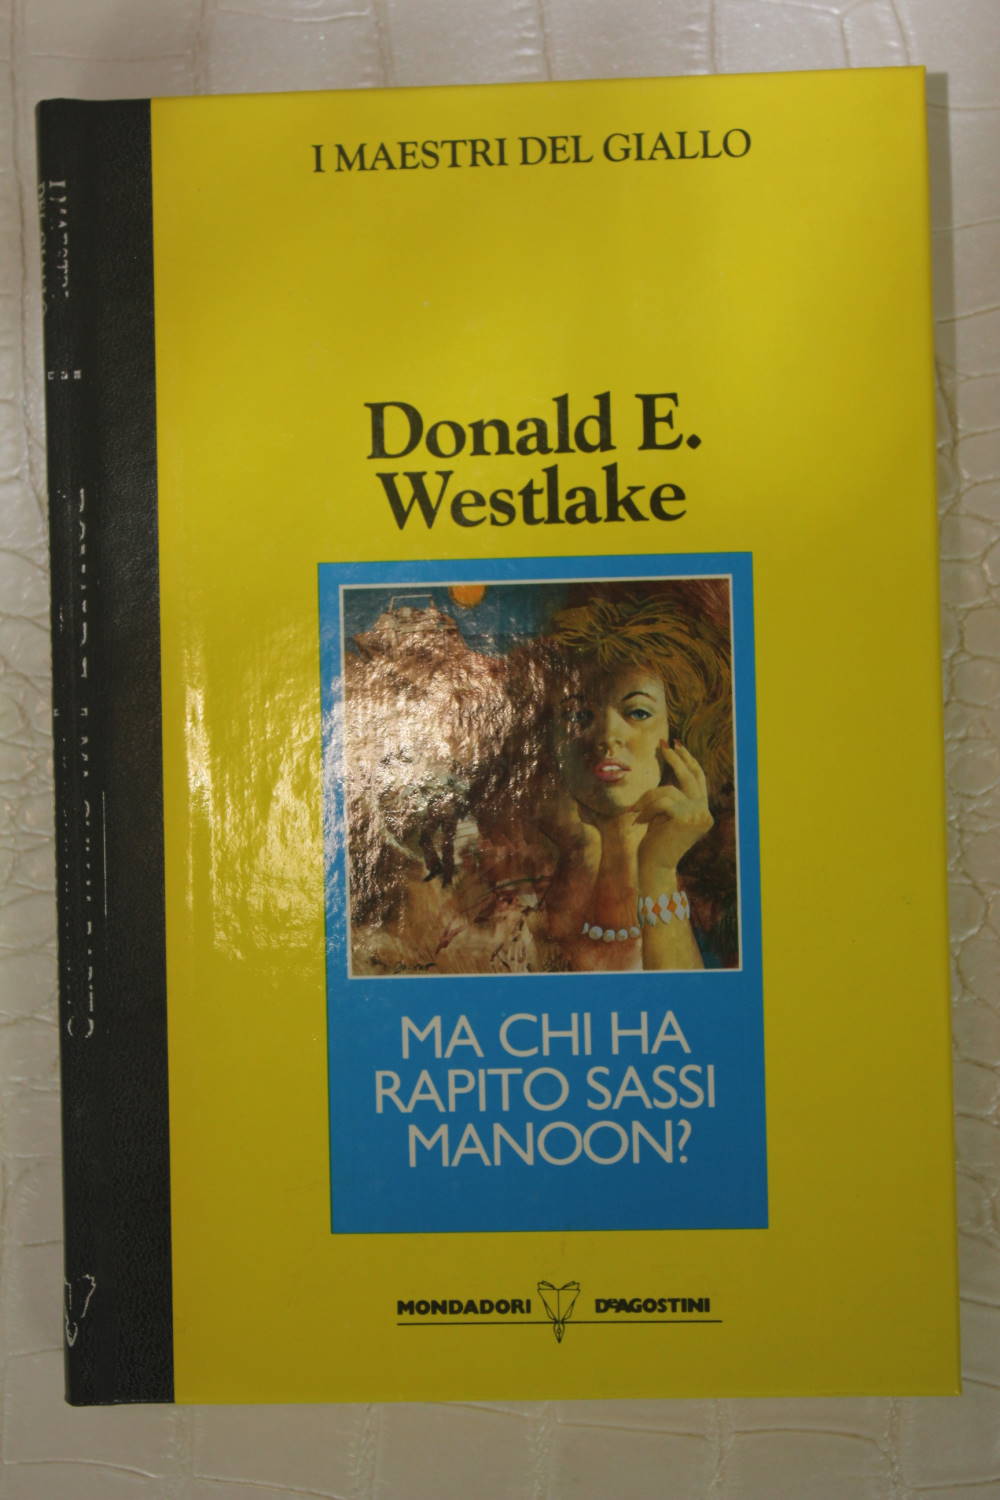 I MAESTRI DEL GIALLO
Donald E.
Westlake
MA CHI HA
RAPITO SASSI
MANOON?
MONDADORI DeAGOSTINI